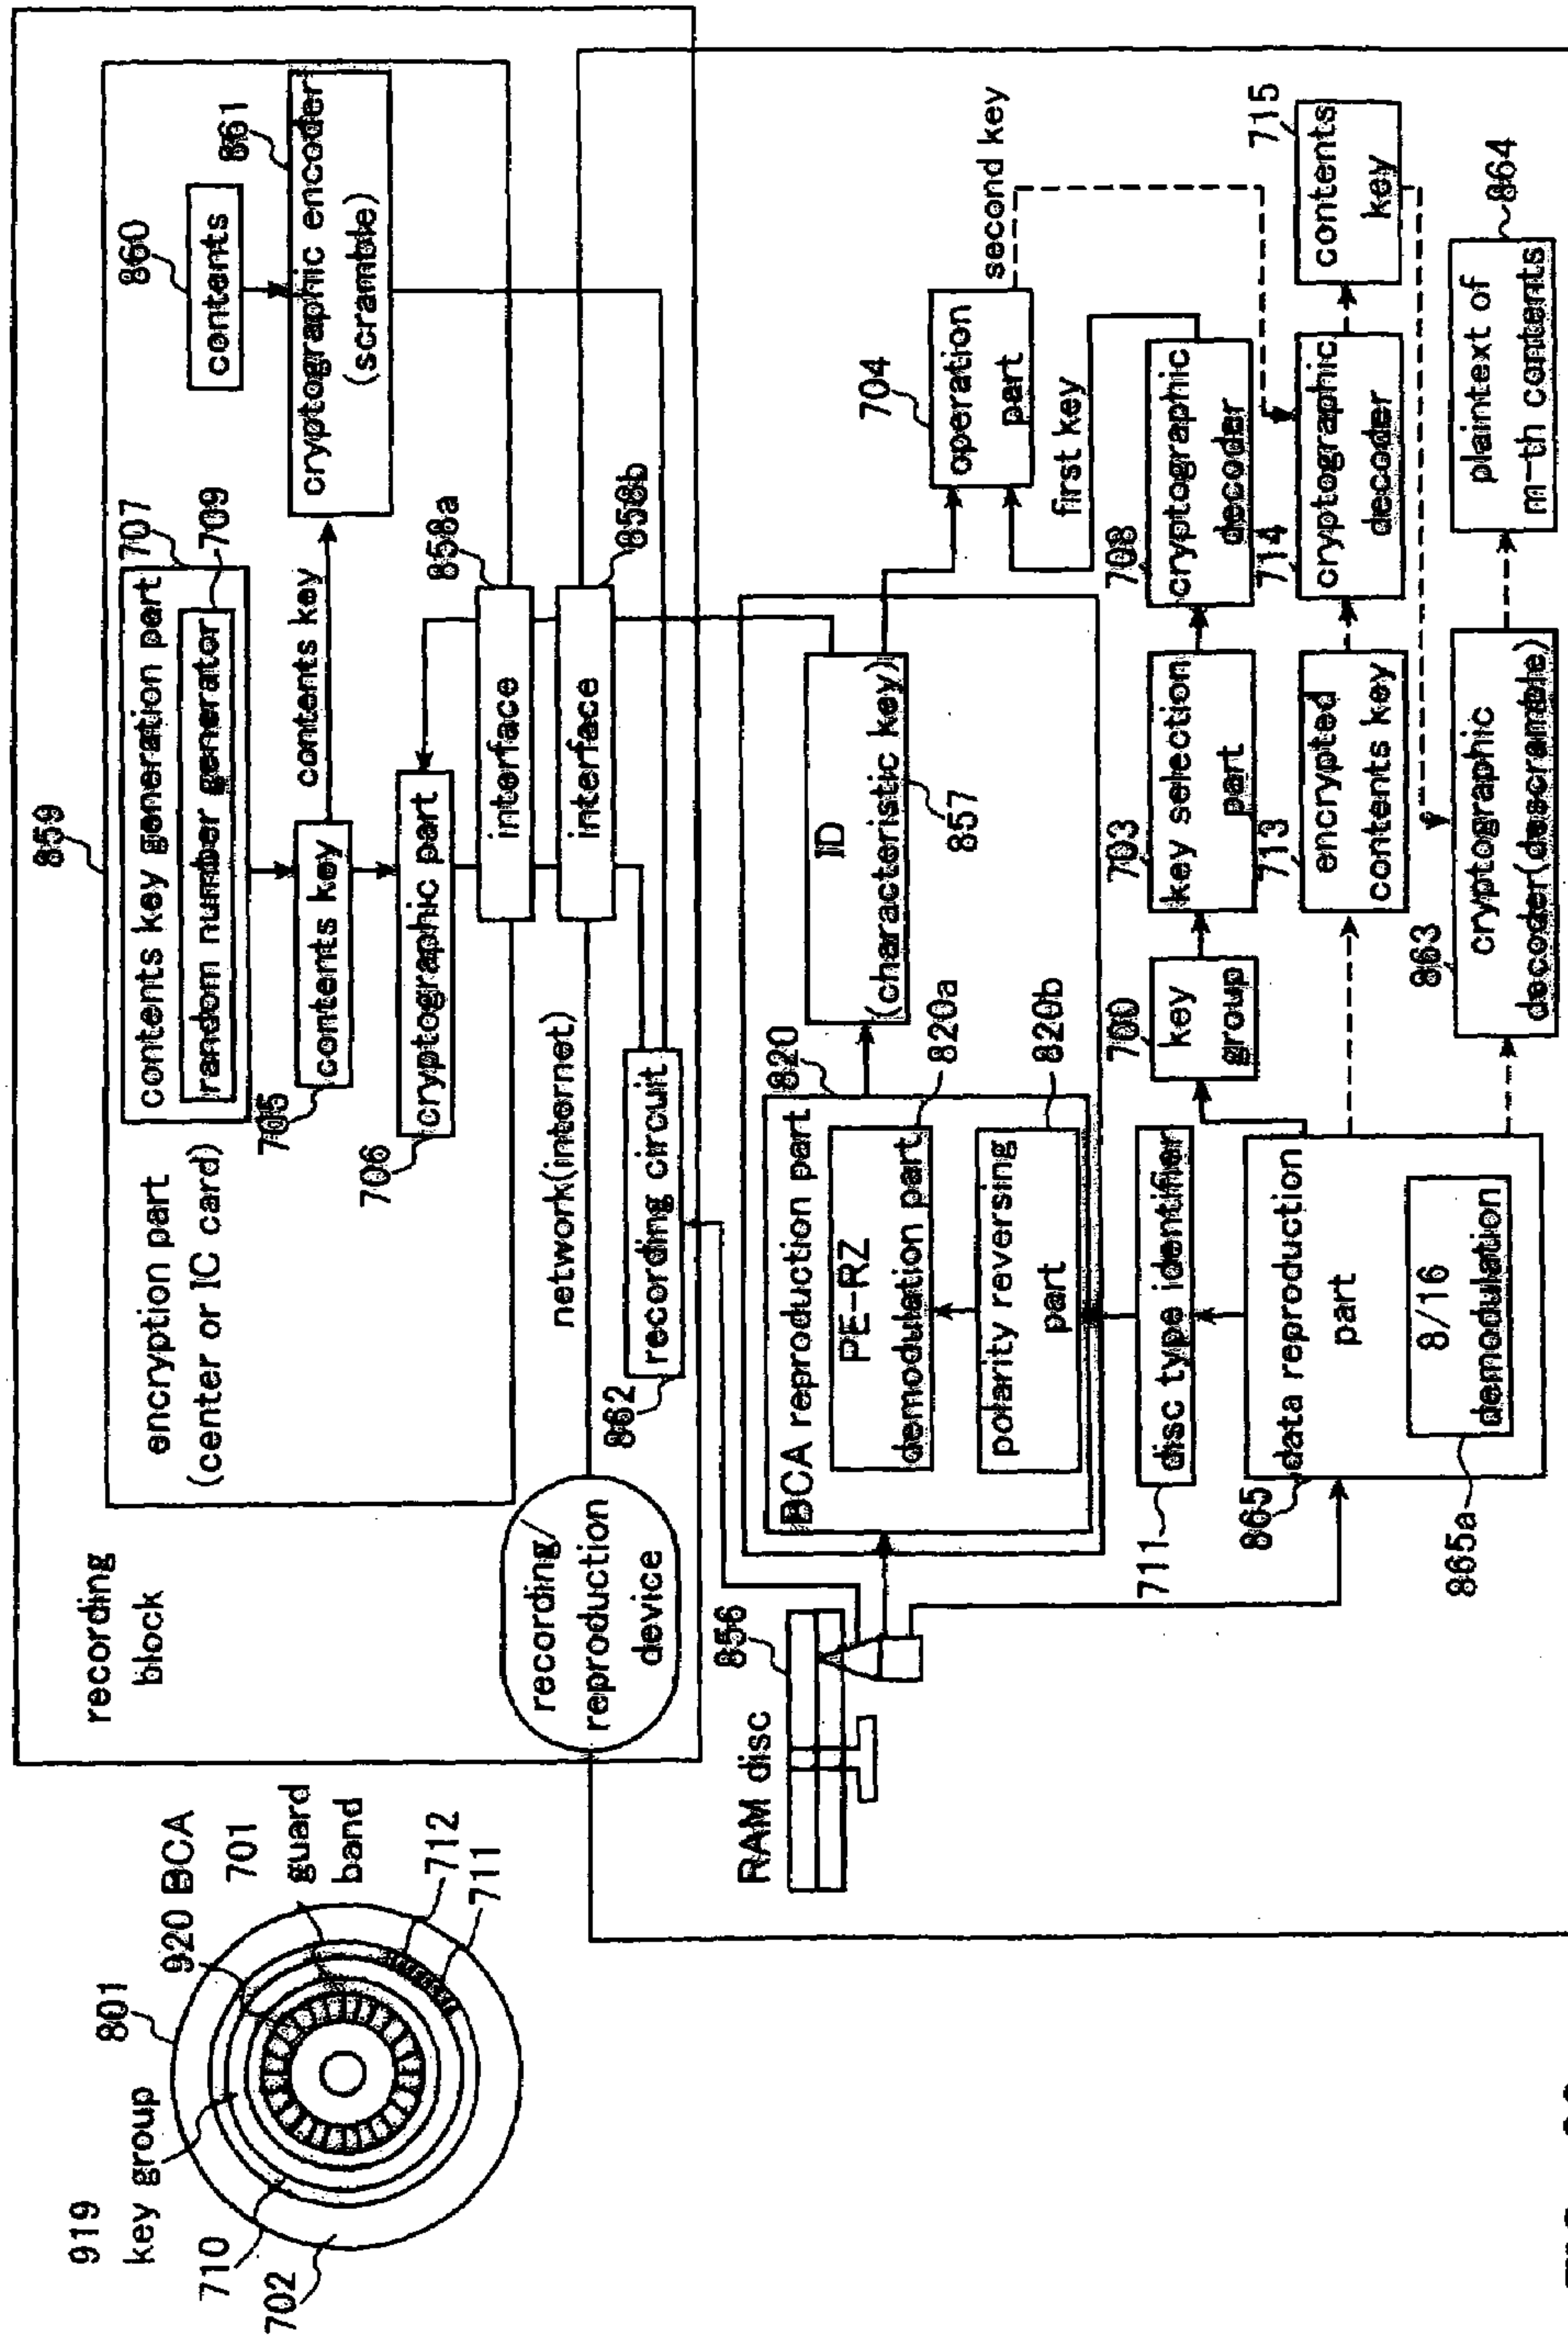 919
key group
801
920 BCA
701
guard
band
712
711
710
702
recording
block
859
encryption part
(center or IC card)
contents key generation part
707
random number generator
709
860
contents
861
cryptographic encoder
(scramble)
contents key
705
contents key
706
cryptographic part
858a
interface
interface
858b
network(internet)
recording
reproduction
device
862
recording circuit
RAM disc
856
BCA reproduction part
820
PE-RZ
demodulation part
820a
polarity reversing
part
820b
ID
(characteristic key)
857
704
operation
part
second key
first key
711
disc type identifier
700
key
group
703
key selection
part
708
cryptographic
decoder
865
data reproduction
part
8/16
demodulation
865a
713
encrypted
contents key
714
cryptographic
decoder
715
contents
key
863
cryptographic
decoder(descramble)
plaintext of
m-th contents
864